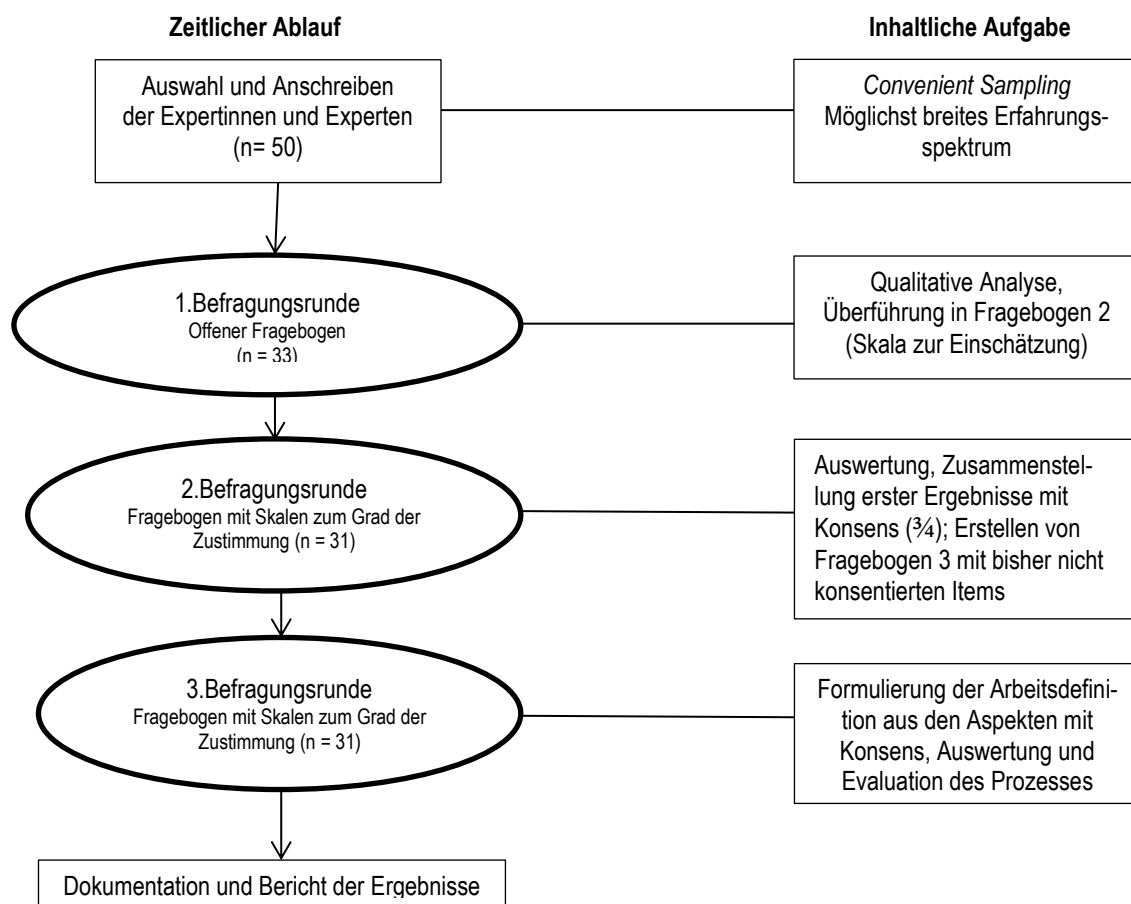 Zeitlicher Ablauf
Inhaltliche Aufgabe
Auswahl und Anschreiben
der Expertinnen und Experten
(n= 50)
Convenient Sampling
Möglichst breites Erfahrungs-
spektrum
1.Befragungsrunde
Offener Fragebogen
(n = 33)
Qualitative Analyse,
Überführung in Fragebogen 2
(Skala zur Einschätzung)
2.Befragungsrunde
Fragebogen mit Skalen zum Grad der
Zustimmung (n = 31)
Auswertung, Zusammenstel-
lung erster Ergebnisse mit
Konsens (¾); Erstellen von
Fragebogen 3 mit bisher nicht
konsentierten Items
3.Befragungsrunde
Fragebogen mit Skalen zum Grad der
Zustimmung (n = 31)
Formulierung der Arbeitsdefini-
tion aus den Aspekten mit
Konsens, Auswertung und
Evaluation des Prozesses
Dokumentation und Bericht der Ergebnisse